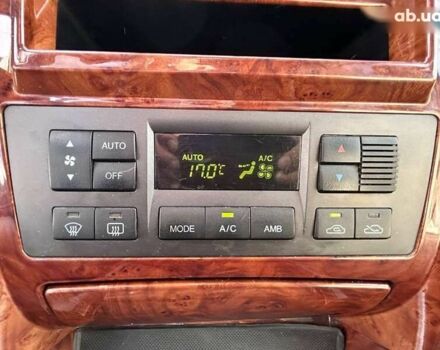 ab.ua
AUTO
OFF
AUTO A/C
17.0°C
MODE A/C AMB